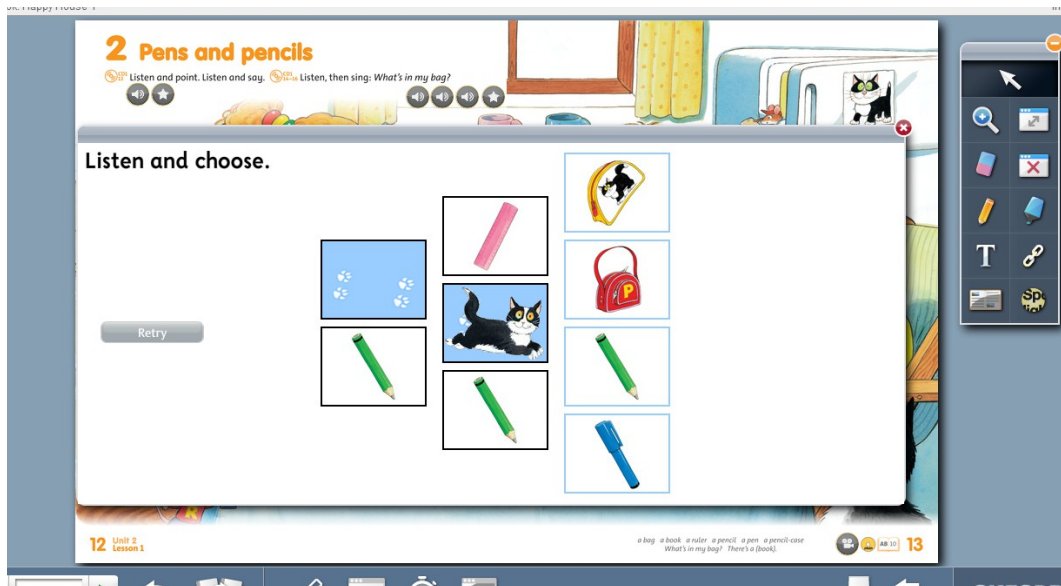 2 Pens and pencils
Listen and point. Listen and say. Listen, then sing: What's in my bag?
Listen and choose.
P
Retry
T
12 Unit 2
Lesson 1
a bag a book a ruler a pencil a pen a pencil-case
What's in my bag? There's a (book).
AB 10
13